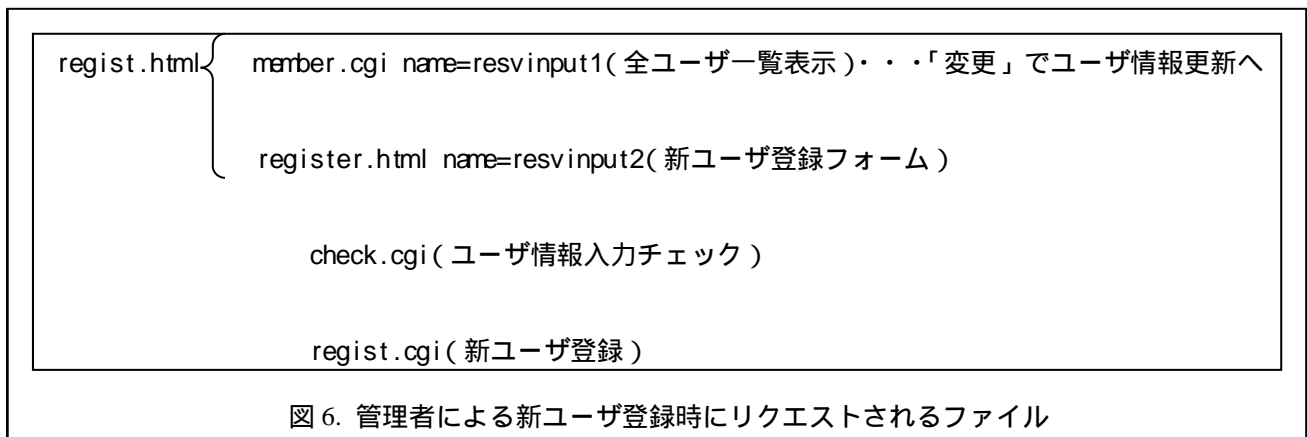 regist.html member.cgi name=resvinput1(全ユーザ一覧表示)・・・「変更」でユーザ情報更新へ
register.html name=resvinput2(新ユーザ登録フォーム)
check.cgi(ユーザ情報入力チェック)
regist.cgi(新ユーザ登録)
図 6. 管理者による新ユーザ登録時にリクエストされるファイル